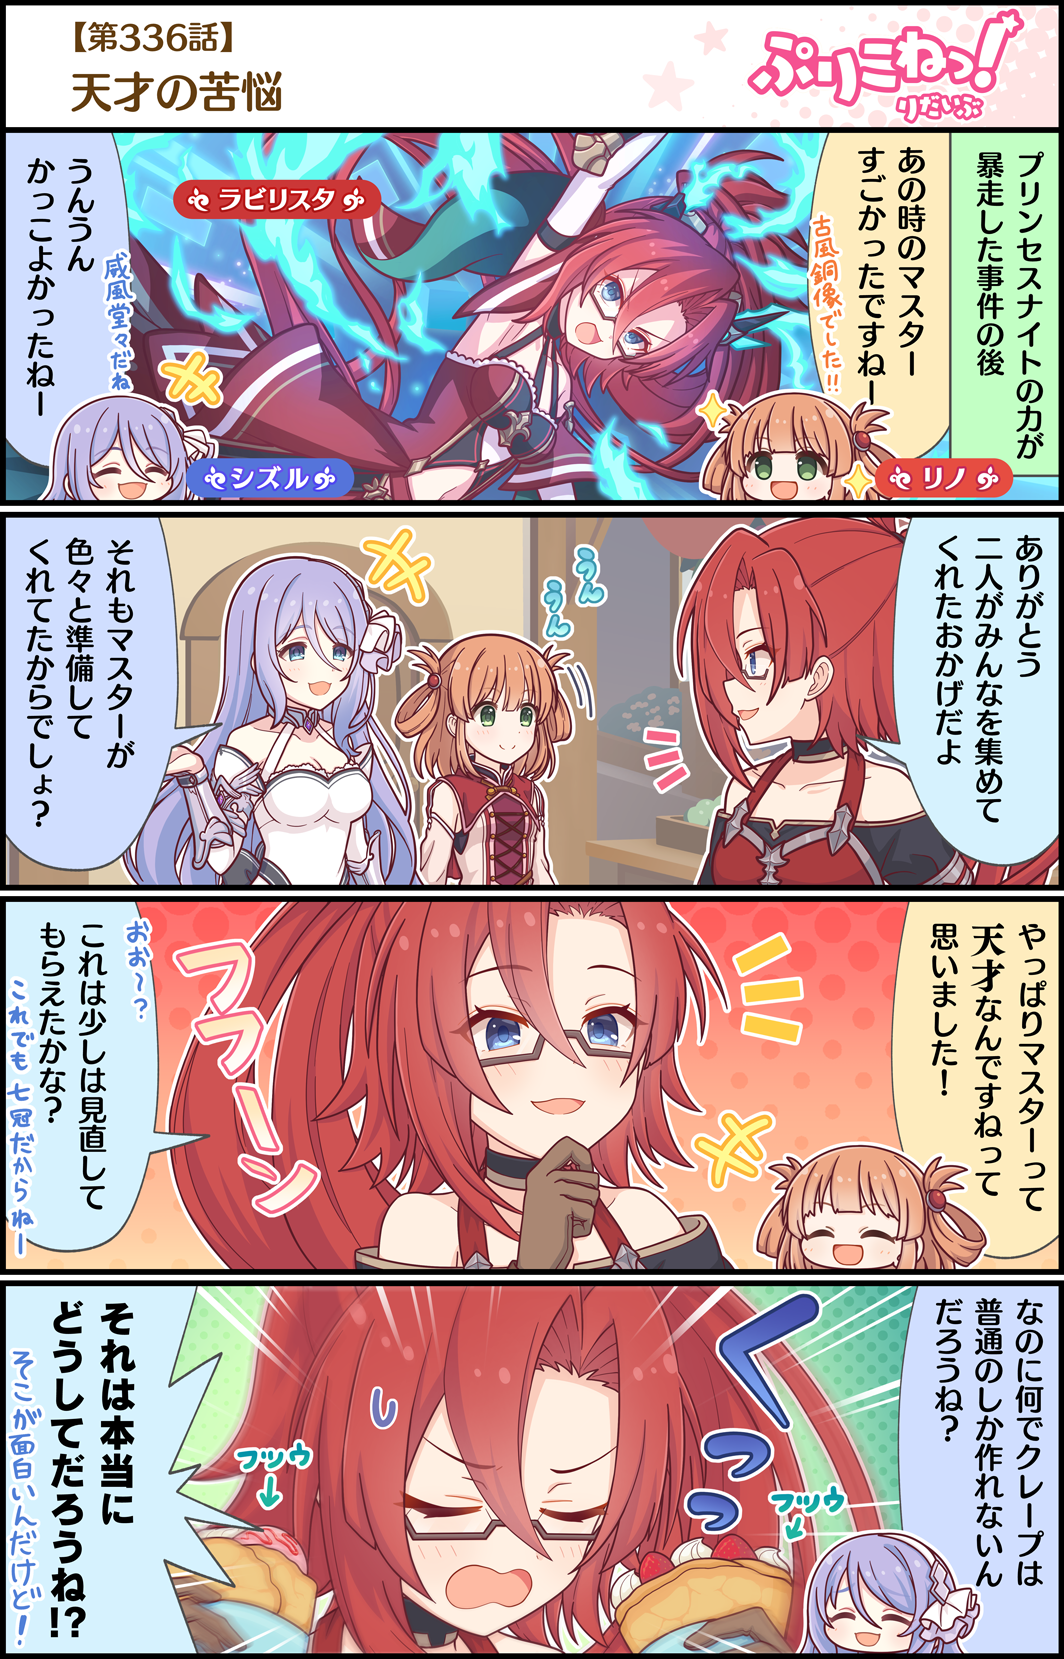 【第336話】
天才の苦悩
ぷりこねっ！
りだいぶ
プリンセスナイトの力が
暴走した事件の後
あの時のマスター
すごかったですねー
古風銅像でした!!
ラビリスタ
リノ
うんうん
かっこよかったねー
威風堂々だね
シズル
ありがとう
二人がみんなを集めて
くれたおかげだよ
うん
うん
それもマスターが
色々と準備して
くれてたからでしょ？
やっぱりマスターって
天才なんですねって
思いました！
フフーン
おお〜？
これは少しは見直して
もらえたかな？
これでも七冠だからねー
なのに何でクレープは
普通のしか作れないん
だろうね？
くっっ
フツウ
フツウ
それは本当に
どうしてだろうね!?
そこが面白いんだけど！